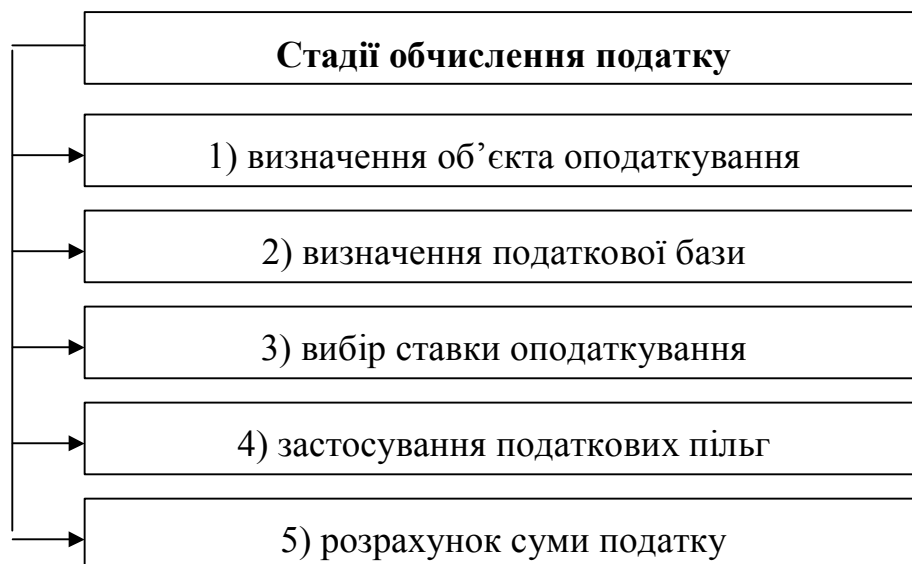 Стадії обчислення податку
1) визначення об’єкта оподаткування
2) визначення податкової бази
3) вибір ставки оподаткування
4) застосування податкових пільг
5) розрахунок суми податку